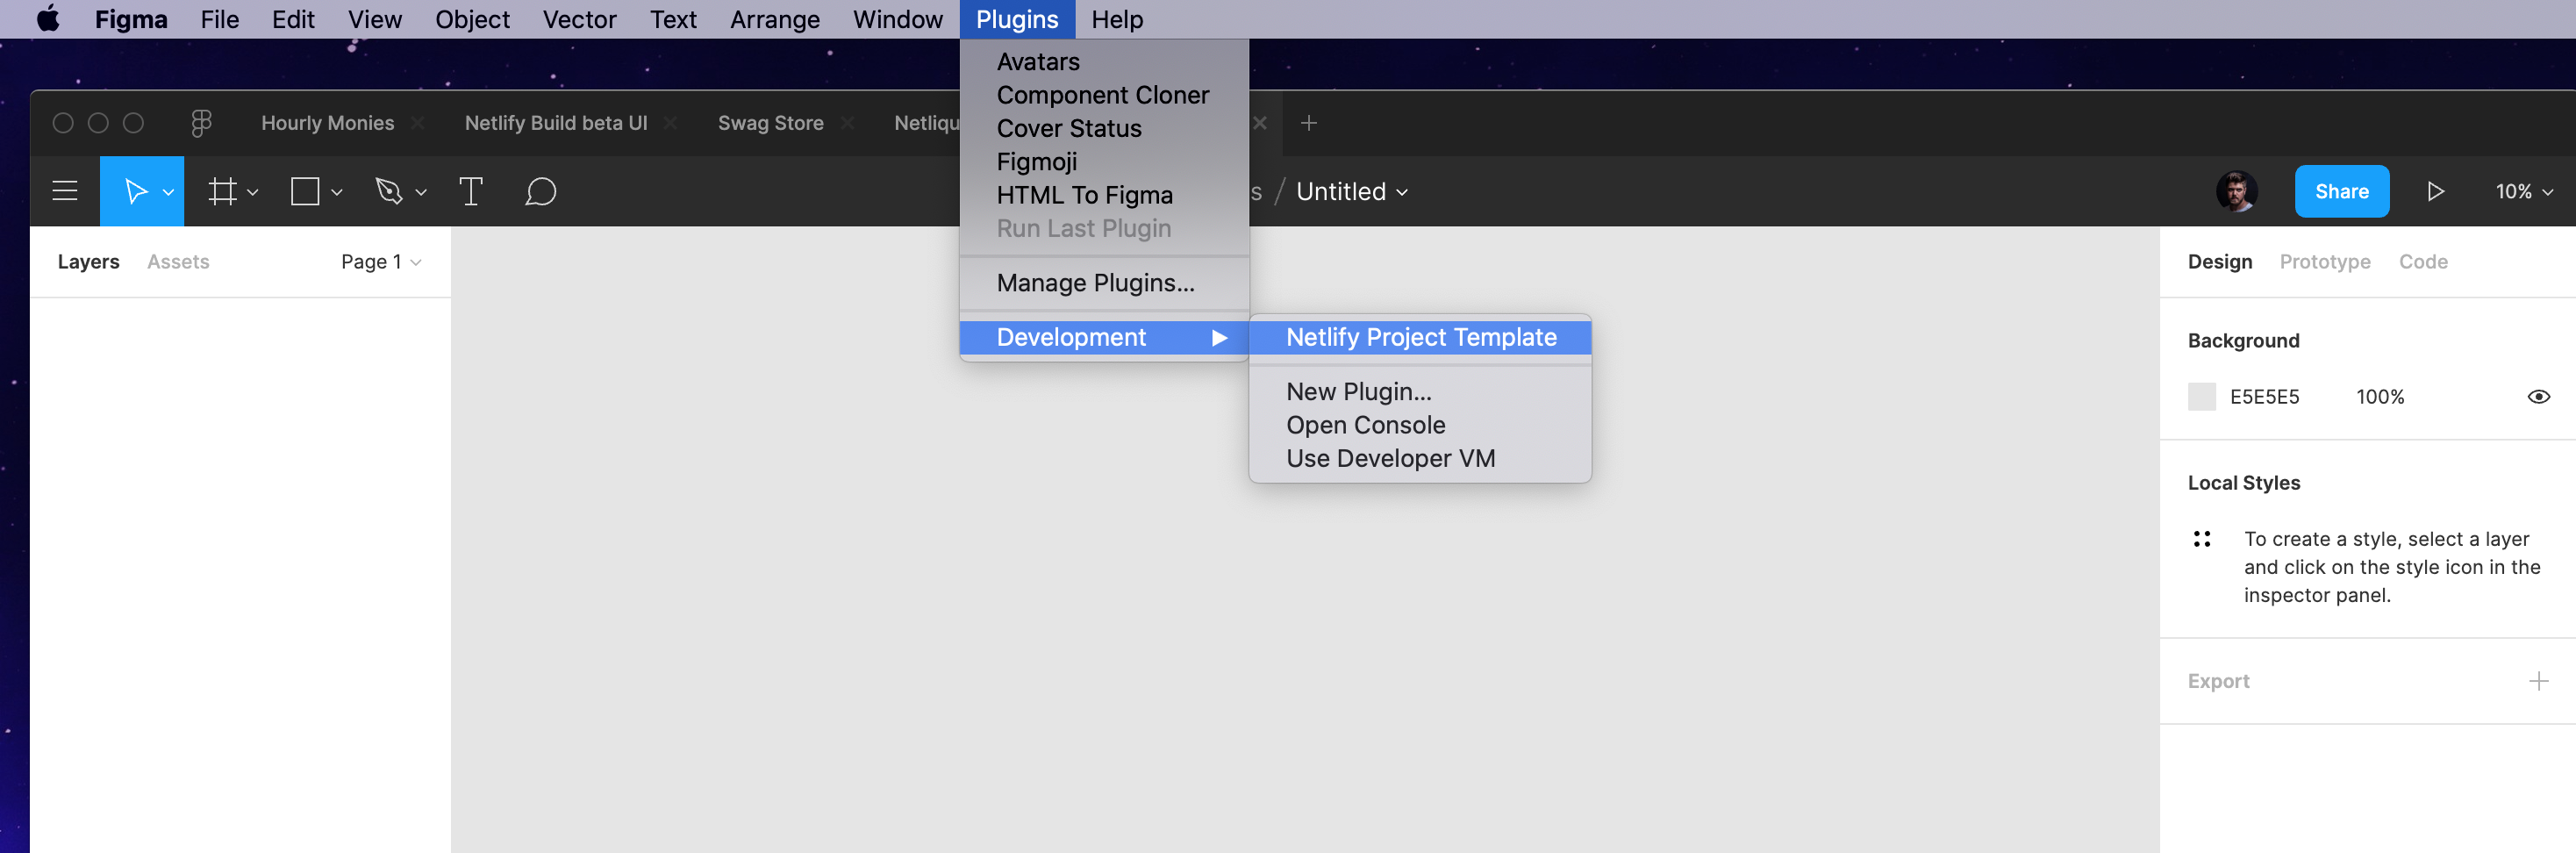 Figma File Edit View Object Vector Text Arrange Window Plugins Help
Avatars
Component Cloner
Cover Status
Figmoji
HTML To Figma
Run Last Plugin
Manage Plugins...
Development
Netlify Project Template
New Plugin...
Open Console
Use Developer VM
Hourly Monies Netlify Build beta UI Swag Store
s / Untitled
Share
10%
Layers Assets Page 1
Design Prototype Code
Background
E5E5E5 100%
Local Styles
To create a style, select a layer
and click on the style icon in the
inspector panel.
Export